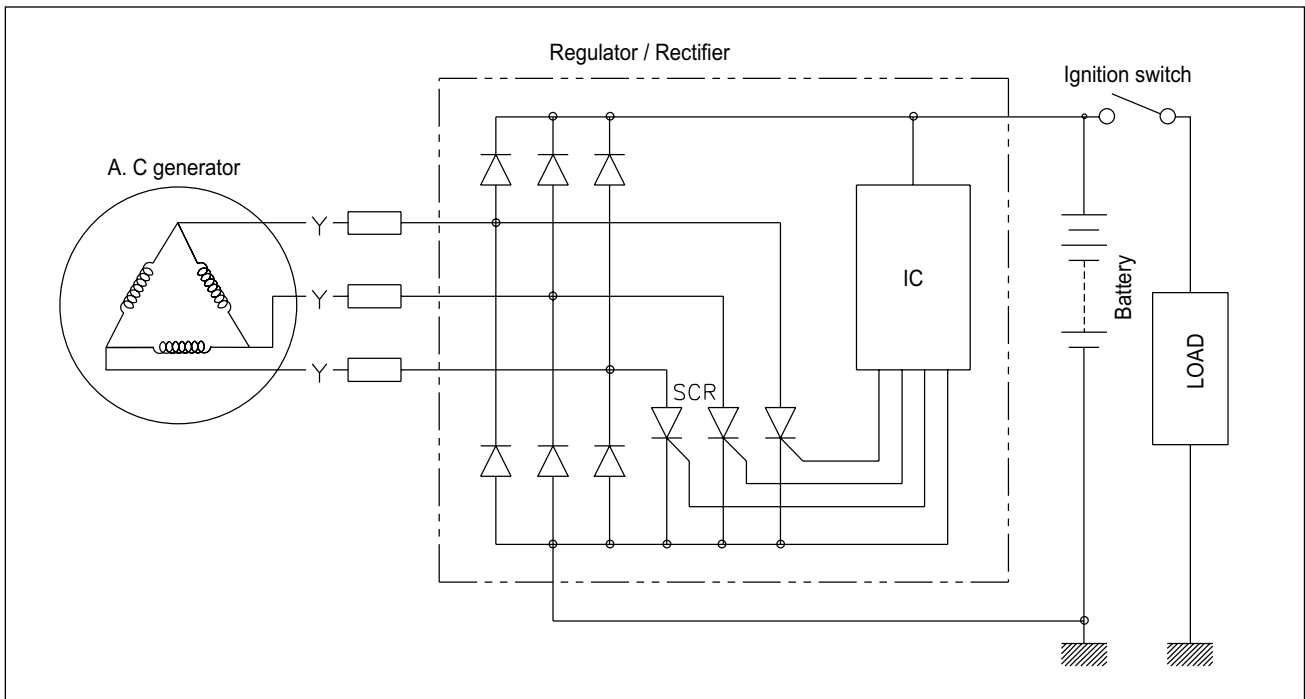 Regulator / Rectifier
Ignition switch
A. C generator
Y
Y
Y
IC
SCR
Battery
LOAD